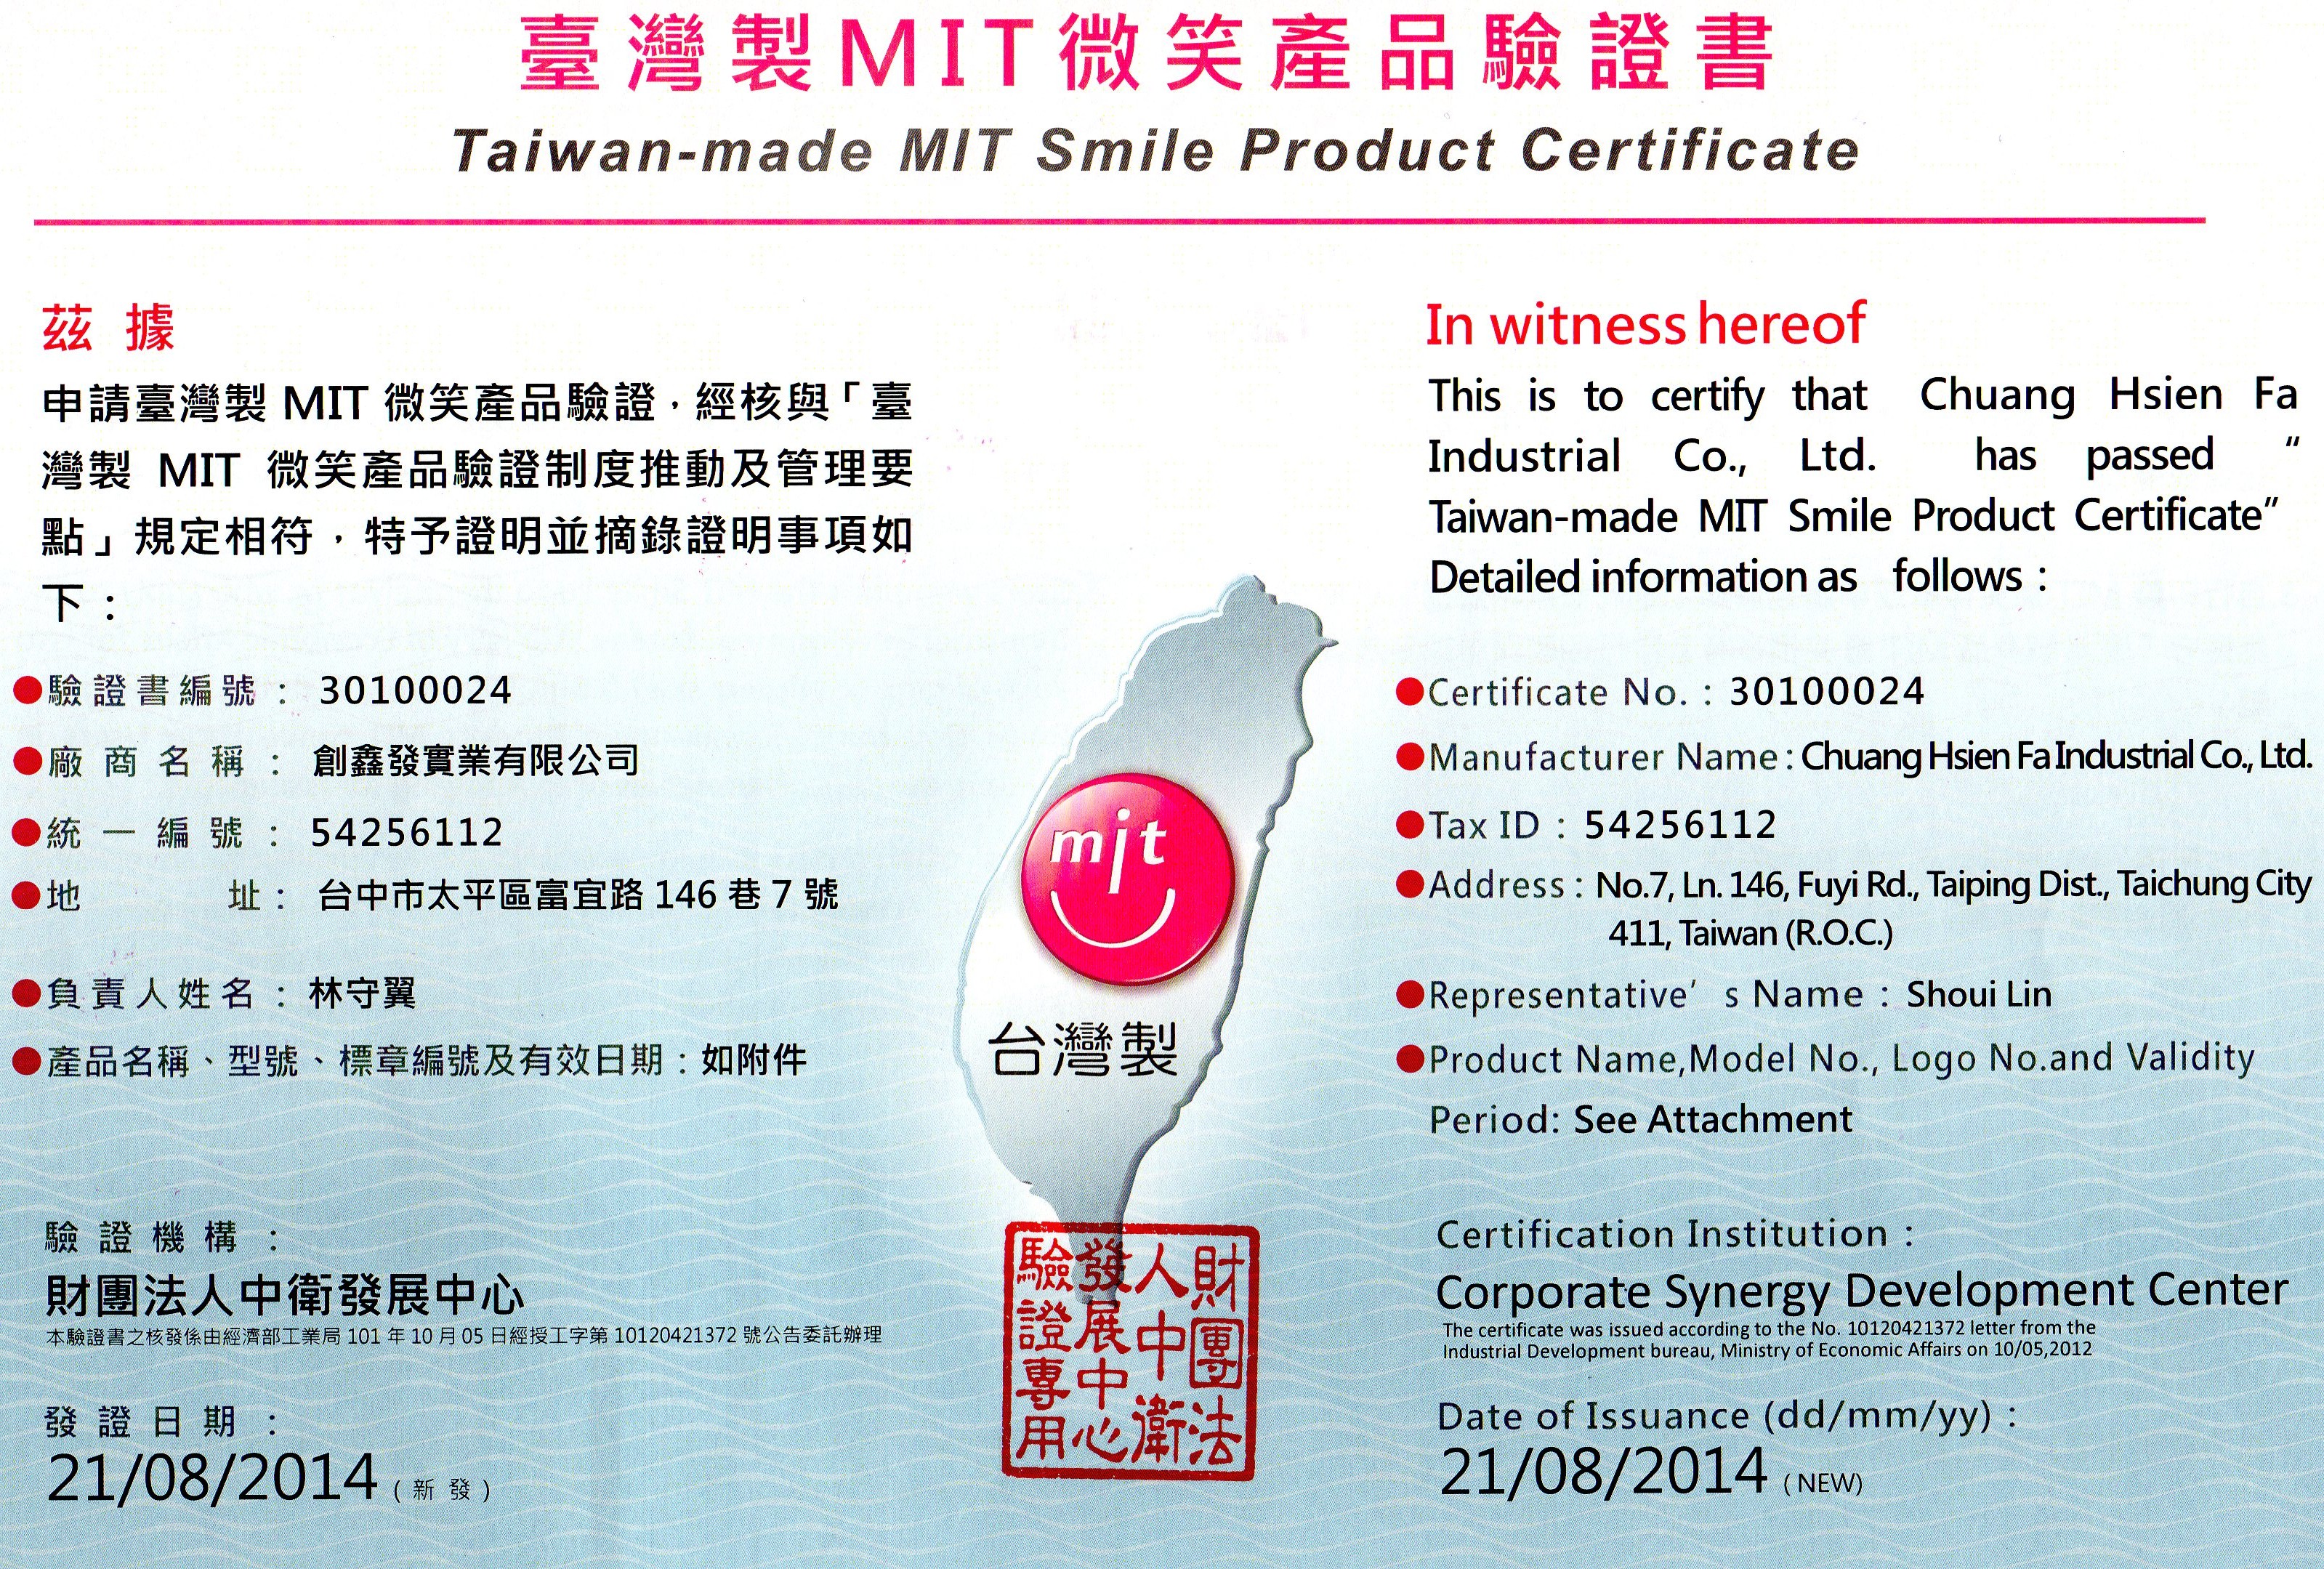 臺灣製MIT微笑產品驗證書
Taiwan-made MIT Smile Product Certificate
茲據
申請臺灣製 MIT 微笑產品驗證，經核與「臺
灣製 MIT 微笑產品驗證制度推動及管理要
點」規定相符，特予證明並摘錄證明事項如
下：
●驗證書編號： 30100024
●廠商名稱： 創鑫發實業有限公司
●統一編號： 54256112
●地址： 台中市太平區富宜路 146 巷 7 號
●負責人姓名： 林守翼
●產品名稱、型號、標章編號及有效日期：如附件
驗證機構：
財團法人中衛發展中心
本驗證書之核發係由經濟部工業局 101 年 10 月 05 日經授工字第 10120421372 號公告委託辦理
發證日期：
21/08/2014 (新發)
mit
台灣製
財團法
人中衛
發展中心
驗證專用
In witness hereof
This is to certify that Chuang Hsien Fa
Industrial Co., Ltd. has passed “
Taiwan-made MIT Smile Product Certificate”
Detailed information as follows：
●Certificate No.：30100024
●Manufacturer Name：Chuang Hsien Fa Industrial Co., Ltd.
●Tax ID：54256112
●Address：No.7, Ln. 146, Fuyi Rd., Taiping Dist., Taichung City
411, Taiwan (R.O.C.)
●Representative’s Name：Shoui Lin
●Product Name,Model No., Logo No.and Validity
Period: See Attachment
Certification Institution：
Corporate Synergy Development Center
The certificate was issued according to the No. 10120421372 letter from the
Industrial Development bureau, Ministry of Economic Affairs on 10/05,2012
Date of Issuance (dd/mm/yy)：
21/08/2014 (NEW)